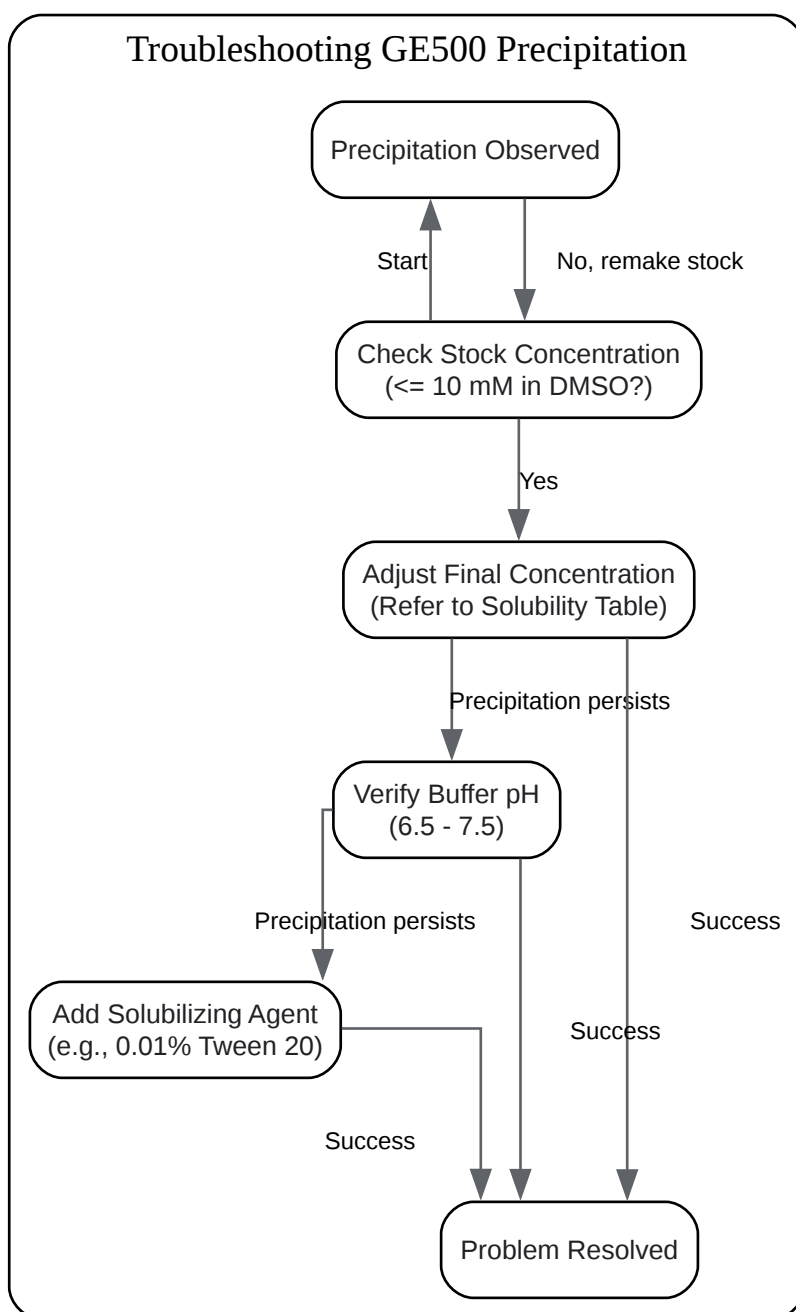 Troubleshooting GE500 Precipitation
Precipitation Observed
Start
No, remake stock
Check Stock Concentration
(<= 10 mM in DMSO?)
Yes
Adjust Final Concentration
(Refer to Solubility Table)
Precipitation persists
Verify Buffer pH
(6.5 - 7.5)
Precipitation persists
Success
Add Solubilizing Agent
(e.g., 0.01% Tween 20)
Success
Success
Problem Resolved